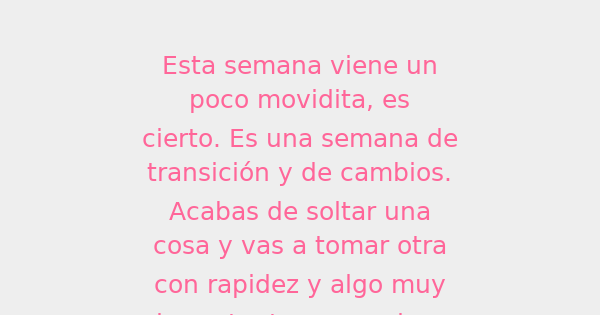 Esta semana viene un
poco movidita, es
cierto. Es una semana de
transición y de cambios.
Acabas de soltar una
cosa y vas a tomar otra
con rapidez y algo muy